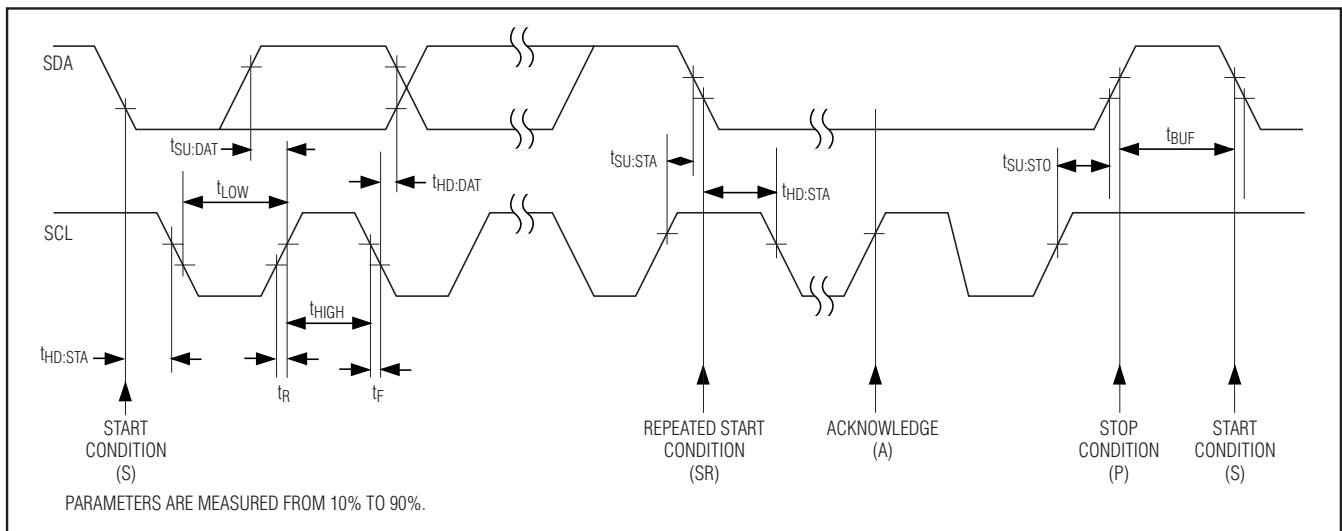 SDA
tSU:DAT
tLOW
tHD:DAT
tSU:STA
tHD:STA
tSU:STO
tBUF
SCL
tHIGH
tHD:STA
tR
tF
START
CONDITION
(S)
REPEATED START
CONDITION
(SR)
ACKNOWLEDGE
(A)
STOP
CONDITION
(P)
START
CONDITION
(S)
PARAMETERS ARE MEASURED FROM 10% TO 90%.